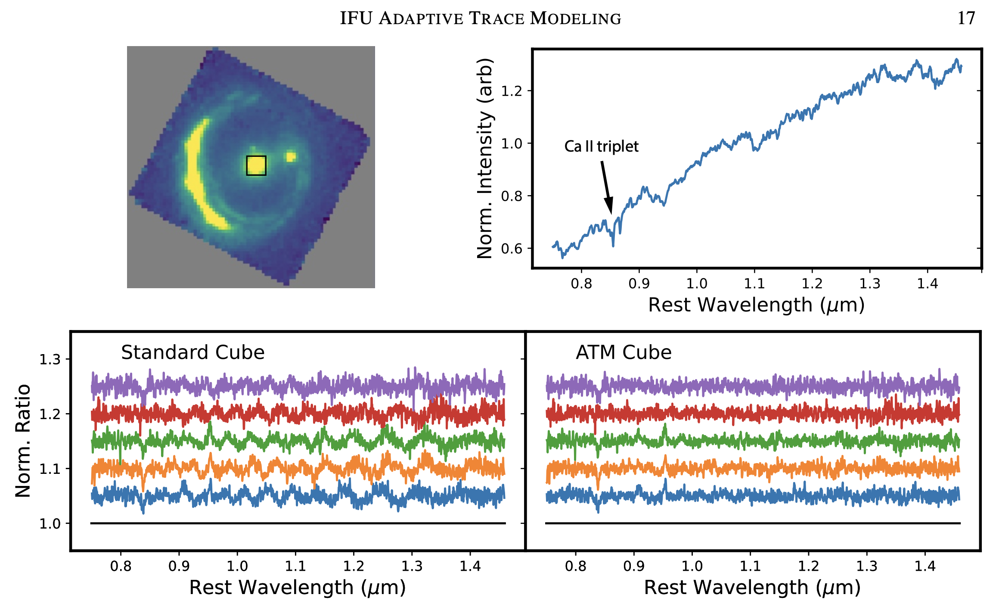 IFU ADAPTIVE TRACE MODELING 17
Norm. Intensity (arb)
1.2
1.0
0.8
0.6
Ca II triplet
0.8 0.9 1.0 1.1 1.2 1.3 1.4
Rest Wavelength (μm)
Norm. Ratio
1.3
1.2
1.1
1.0
Standard Cube
0.8 0.9 1.0 1.1 1.2 1.3 1.4
Rest Wavelength (μm)
ATM Cube
0.8 0.9 1.0 1.1 1.2 1.3 1.4
Rest Wavelength (μm)